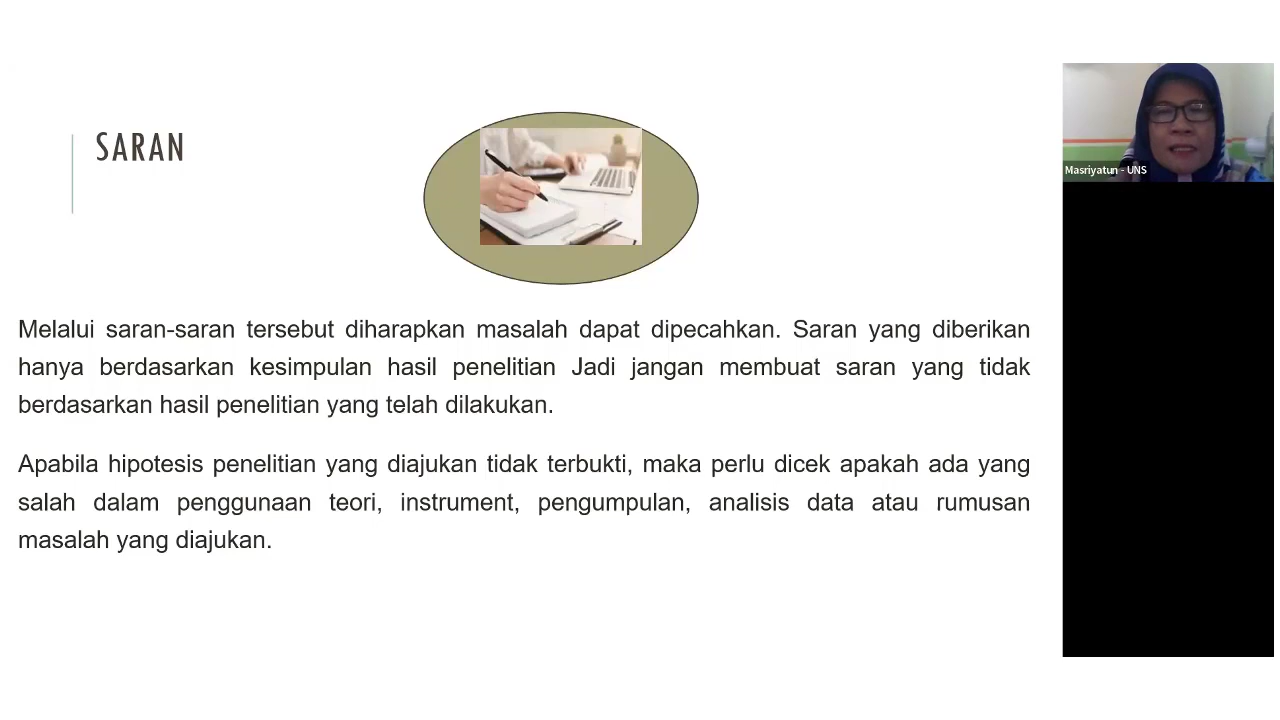 SARAN
Masriyatun - UNS
Melalui saran-saran tersebut diharapkan masalah dapat dipecahkan. Saran yang diberikan
hanya berdasarkan kesimpulan hasil penelitian Jadi jangan membuat saran yang tidak
berdasarkan hasil penelitian yang telah dilakukan.
Apabila hipotesis penelitian yang diajukan tidak terbukti, maka perlu dicek apakah ada yang
salah dalam penggunaan teori, instrument, pengumpulan, analisis data atau rumusan
masalah yang diajukan.